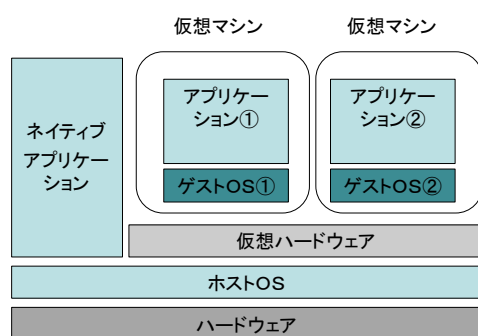 仮想マシン
仮想マシン
ネイティブ
アプリケー
ション
アプリケー
ション①
アプリケー
ション②
ゲストOS①
ゲストOS②
仮想ハードウェア
ホストOS
ハードウェア